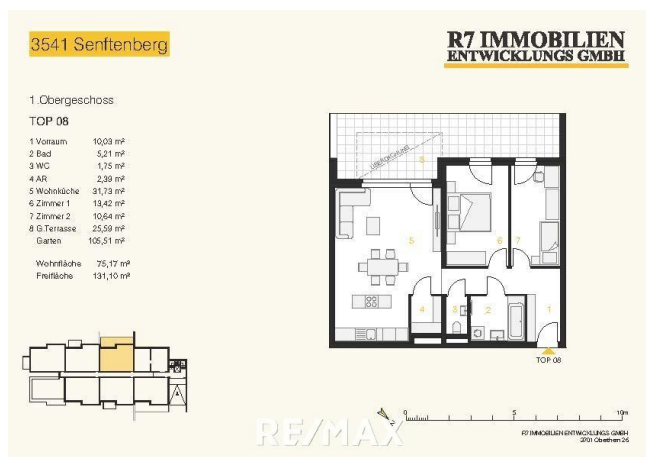 3541 Senftenberg
R7 IMMOBILIEN
ENTWICKLUNGS GMBH
1.Obergeschoss
TOP 08
1 Vorraum 10,03 m²
2 Bad 5,21 m²
3 WC 1,75 m²
4 AR 2,39 m²
5 Wohnküche 31,73 m²
6 Zimmer 1 13,42 m²
7 Zimmer 2 10,64 m²
8 G.Terrasse 25,59 m²
Garten 105,51 m²
Wohnfläche 75,17 m²
Freifläche 131,10 m²
ÜBERDACHUNG
8
5
6
7
4
3
2
1
TOP 08
N
0 5 10m
RE/MAX
R7 IMMOBILIEN ENTWICKLUNGS GMBH
3701 Oberthern 26